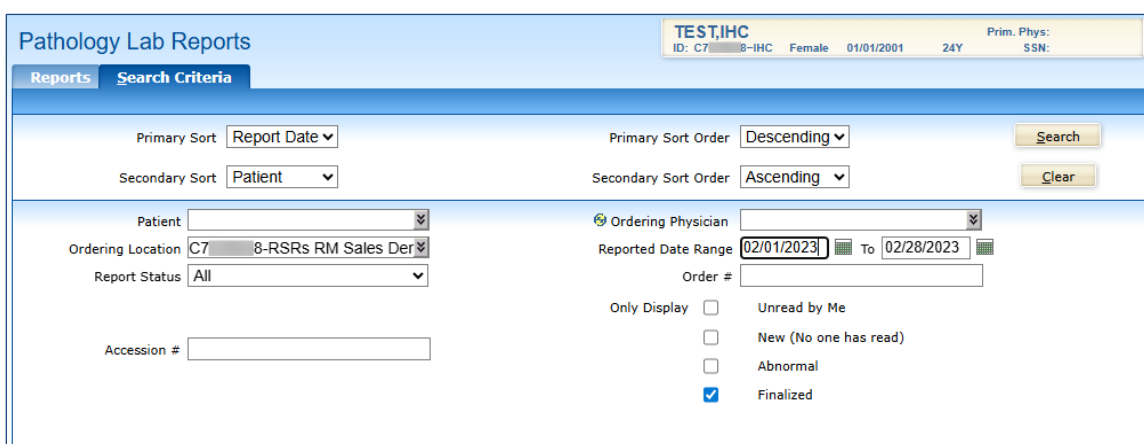 Pathology Lab Reports
TEST,IHC Prim. Phys:
ID: C7 8-IHC Female 01/01/2001 24Y SSN:
Reports Search Criteria
Primary Sort Report Date Primary Sort Order Descending Search
Secondary Sort Patient Secondary Sort Order Ascending Clear
Patient Ordering Physician
Ordering Location C7 8-RSRs RM Sales Der Reported Date Range 02/01/2023 To 02/28/2023
Report Status All Order #
Only Display Unread by Me
New (No one has read)
Accession #
Abnormal
Finalized